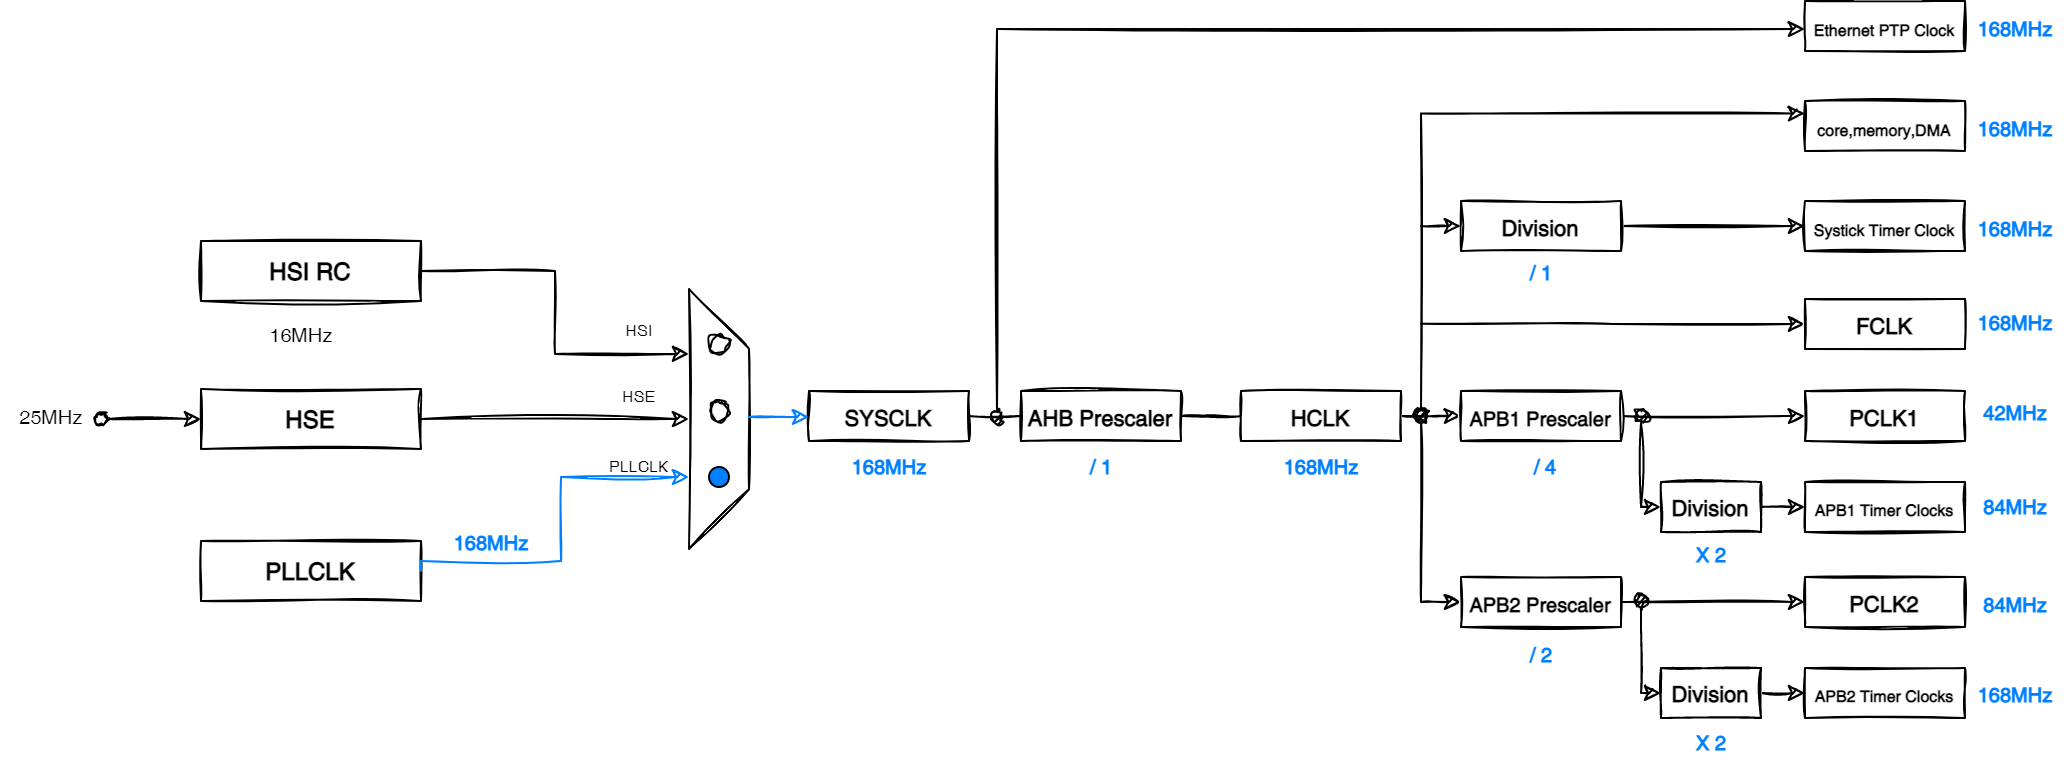 Ethernet PTP Clock
168MHz
core,memory,DMA
168MHz
Division
/ 1
Systick Timer Clock
168MHz
HSI RC
16MHz
HSI
FCLK
168MHz
25MHz
HSE
HSE
SYSCLK
168MHz
AHB Prescaler
/ 1
HCLK
168MHz
APB1 Prescaler
/ 4
PCLK1
42MHz
PLLCLK
168MHz
PLLCLK
Division
X 2
APB1 Timer Clocks
84MHz
APB2 Prescaler
/ 2
PCLK2
84MHz
Division
X 2
APB2 Timer Clocks
168MHz